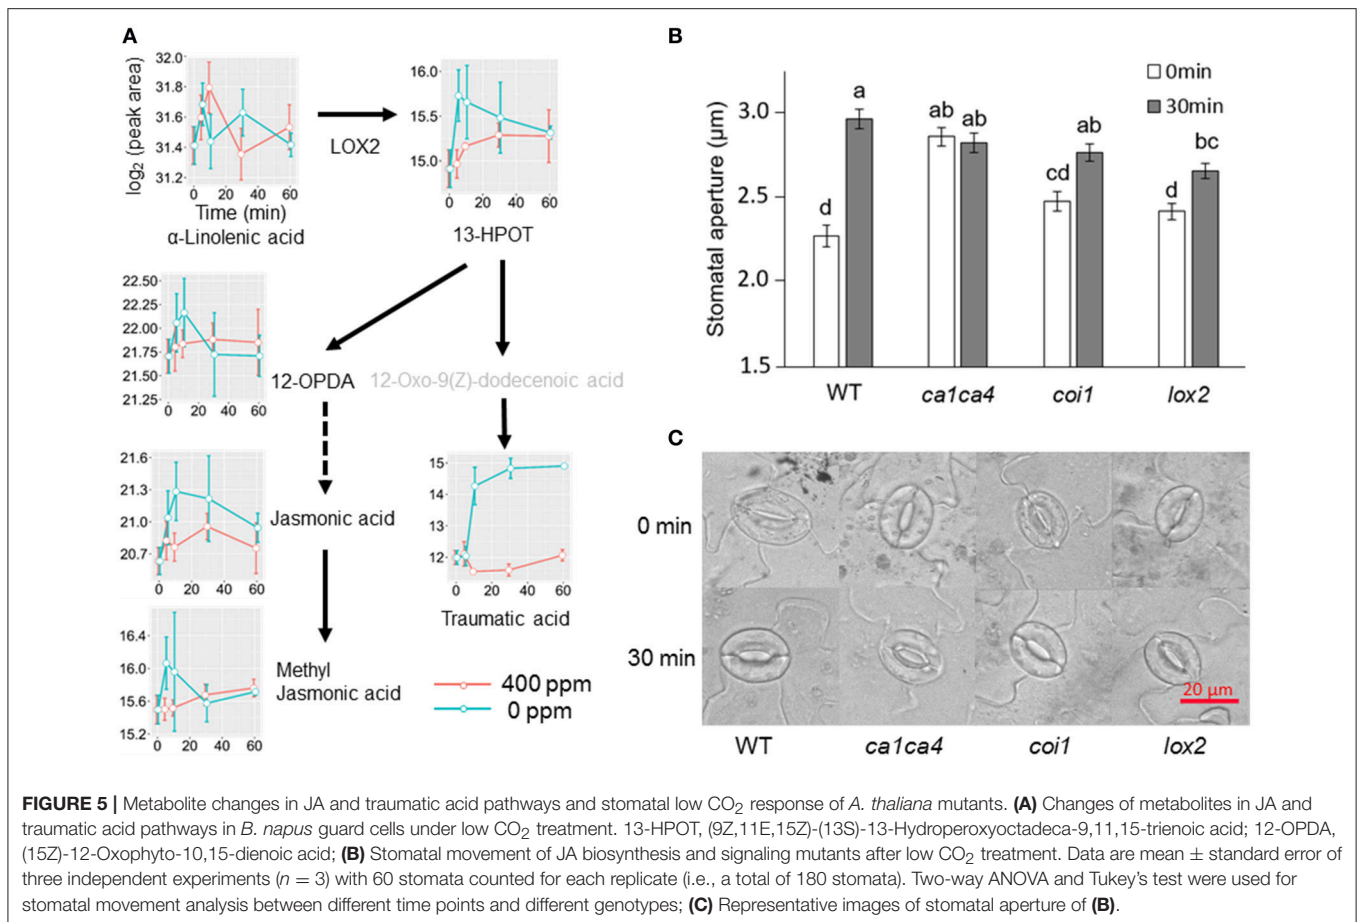 A
log2 (peak area)
32.0
31.8
31.6
31.4
31.2
0 20 40 60
Time (min)
α-Linolenic acid
LOX2
16.0
15.5
15.0
0 20 40 60
13-HPOT
22.50
22.25
22.00
21.75
21.50
21.25
0 20 40 60
12-OPDA
12-Oxo-9(Z)-dodecenoic acid
21.6
21.3
21.0
20.7
0 20 40 60
Jasmonic acid
15
14
13
12
0 20 40 60
Traumatic acid
16.4
16.0
15.6
15.2
0 20 40 60
Methyl
Jasmonic acid
400 ppm
0 ppm
B
Stomatal aperture (µm)
3.0
2.5
2.0
1.5
0min
30min
d a ab ab cd ab d bc
WT ca1ca4 coi1 lox2
C
0 min
30 min
20 µm
WT ca1ca4 coi1 lox2
FIGURE 5 | Metabolite changes in JA and traumatic acid pathways and stomatal low CO2 response of A. thaliana mutants. (A) Changes of metabolites in JA and
traumatic acid pathways in B. napus guard cells under low CO2 treatment. 13-HPOT, (9Z,11E,15Z)-(13S)-13-Hydroperoxyoctadeca-9,11,15-trienoic acid; 12-OPDA,
(15Z)-12-Oxophyto-10,15-dienoic acid; (B) Stomatal movement of JA biosynthesis and signaling mutants after low CO2 treatment. Data are mean ± standard error of
three independent experiments (n = 3) with 60 stomata counted for each replicate (i.e., a total of 180 stomata). Two-way ANOVA and Tukey's test were used for
stomatal movement analysis between different time points and different genotypes; (C) Representative images of stomatal aperture of (B).